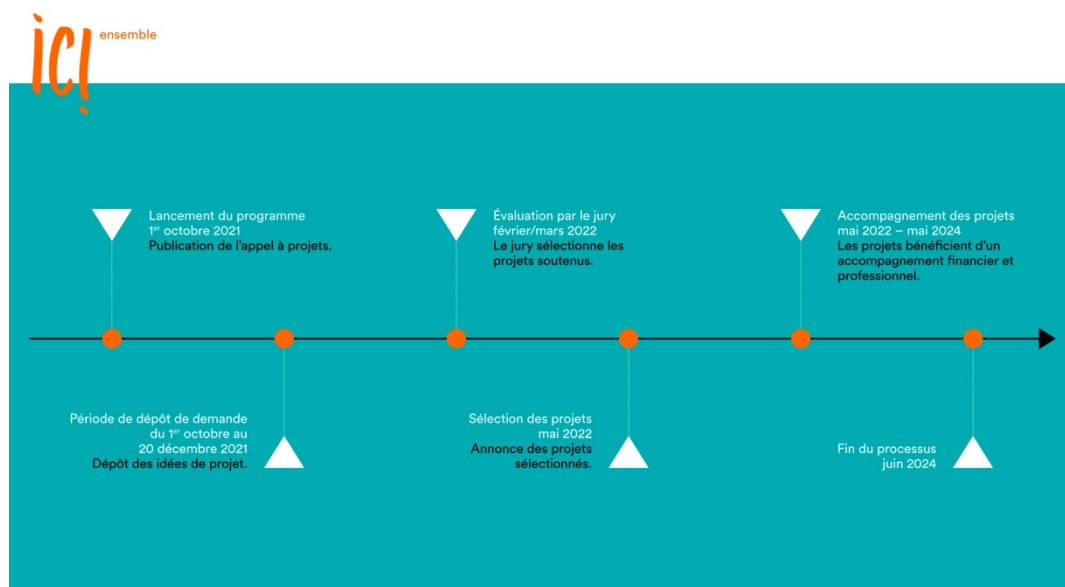 ici
ensemble
Lancement du programme
1er octobre 2021
Publication de l'appel à projets.
Évaluation par le jury
février/mars 2022
Le jury sélectionne les
projets soutenus.
Accompagnement des projets
mai 2022 – mai 2024
Les projets bénéficient d'un
accompagnement financier et
professionnel.
Période de dépôt de demande
du 1er octobre au
20 décembre 2021
Dépôt des idées de projet.
Sélection des projets
mai 2022
Annonce des projets
sélectionnés.
Fin du processus
juin 2024